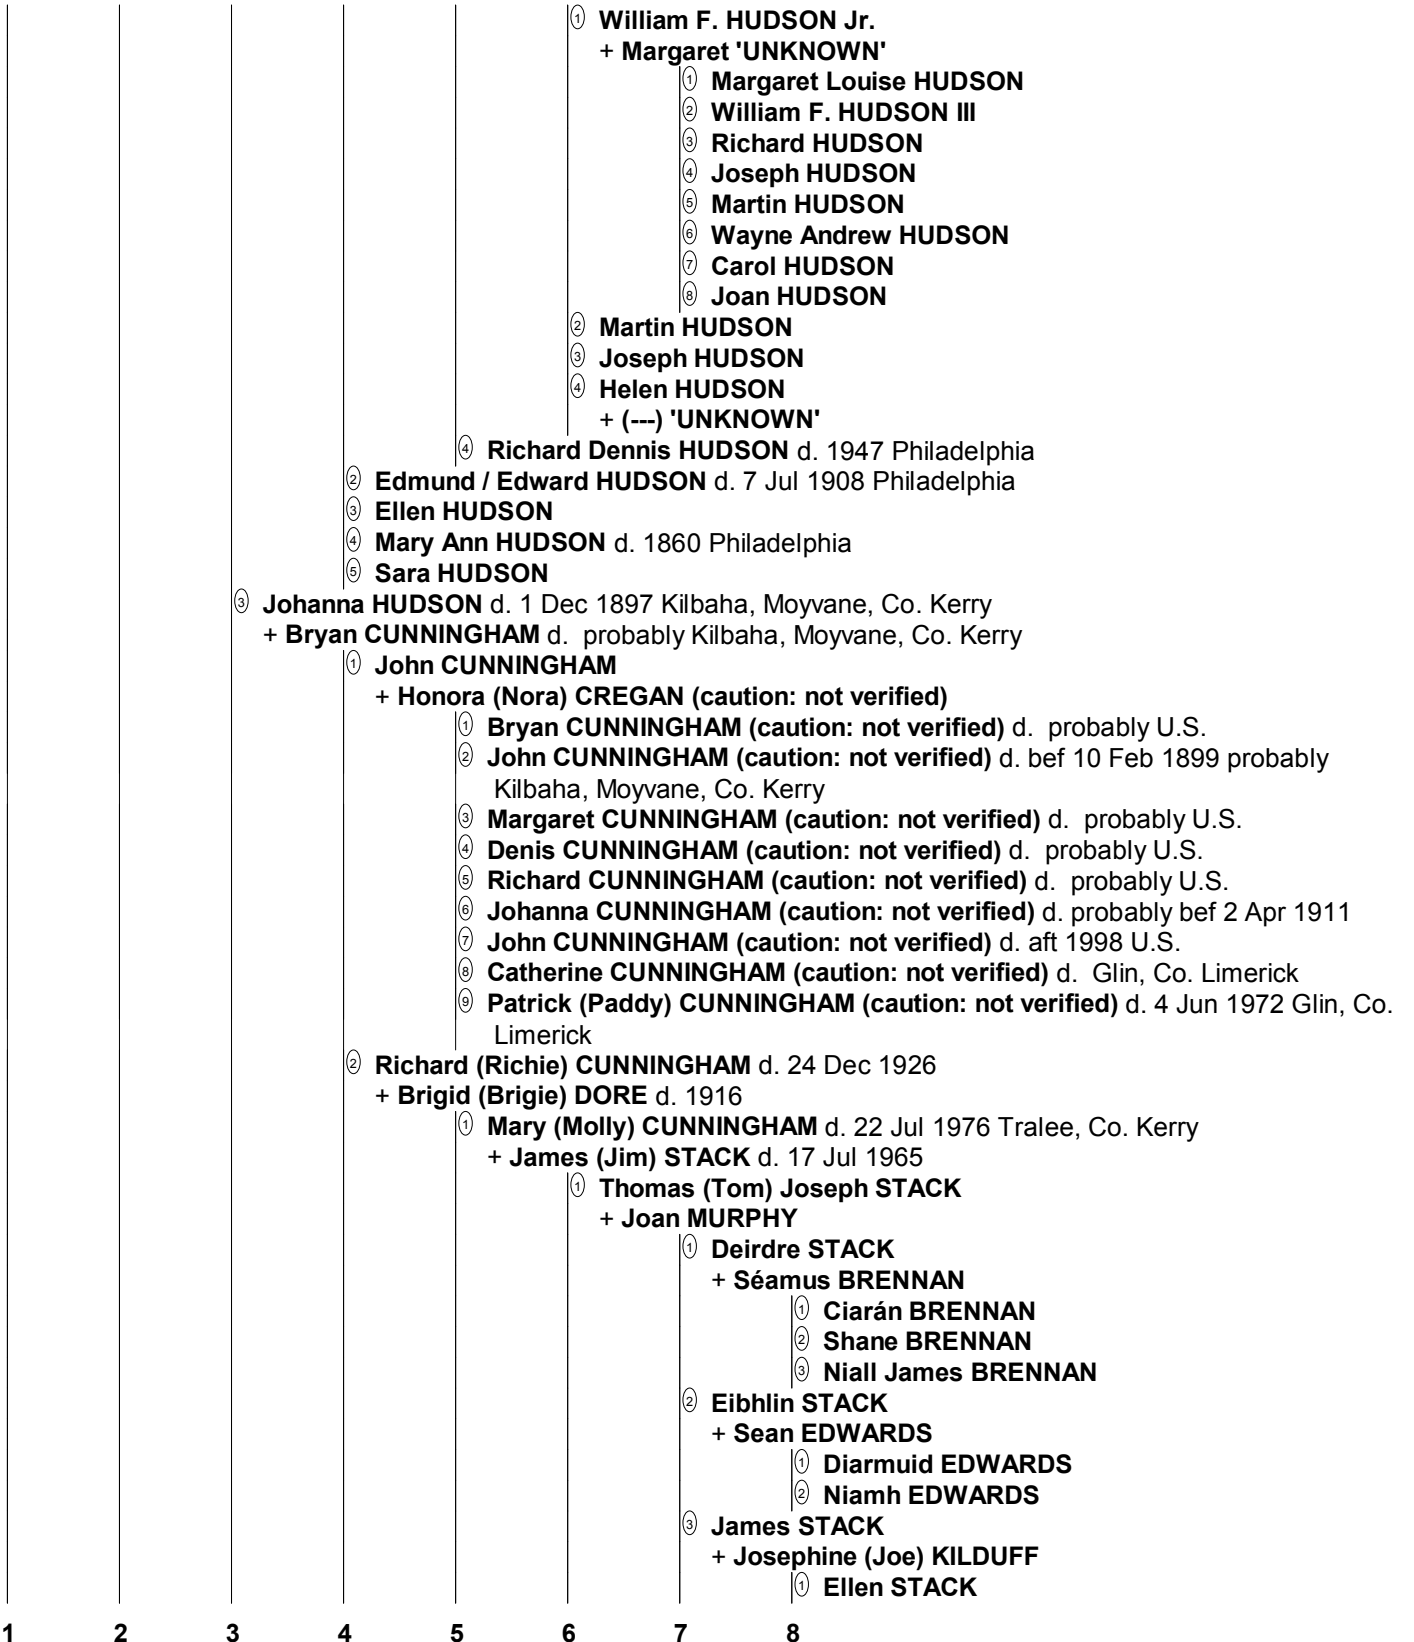 ① William F. HUDSON Jr.
+ Margaret 'UNKNOWN'
① Margaret Louise HUDSON
② William F. HUDSON III
③ Richard HUDSON
④ Joseph HUDSON
⑤ Martin HUDSON
⑥ Wayne Andrew HUDSON
⑦ Carol HUDSON
⑧ Joan HUDSON
② Martin HUDSON
③ Joseph HUDSON
④ Helen HUDSON
+ (---) 'UNKNOWN'
④ Richard Dennis HUDSON d. 1947 Philadelphia
② Edmund / Edward HUDSON d. 7 Jul 1908 Philadelphia
③ Ellen HUDSON
④ Mary Ann HUDSON d. 1860 Philadelphia
⑤ Sara HUDSON
③ Johanna HUDSON d. 1 Dec 1897 Kilbaha, Moyvane, Co. Kerry
+ Bryan CUNNINGHAM d. probably Kilbaha, Moyvane, Co. Kerry
① John CUNNINGHAM
+ Honora (Nora) CREGAN (caution: not verified)
① Bryan CUNNINGHAM (caution: not verified) d. probably U.S.
② John CUNNINGHAM (caution: not verified) d. bef 10 Feb 1899 probably
Kilbaha, Moyvane, Co. Kerry
③ Margaret CUNNINGHAM (caution: not verified) d. probably U.S.
④ Denis CUNNINGHAM (caution: not verified) d. probably U.S.
⑤ Richard CUNNINGHAM (caution: not verified) d. probably U.S.
⑥ Johanna CUNNINGHAM (caution: not verified) d. probably bef 2 Apr 1911
⑦ John CUNNINGHAM (caution: not verified) d. aft 1998 U.S.
⑧ Catherine CUNNINGHAM (caution: not verified) d. Glin, Co. Limerick
⑨ Patrick (Paddy) CUNNINGHAM (caution: not verified) d. 4 Jun 1972 Glin, Co.
Limerick
② Richard (Richie) CUNNINGHAM d. 24 Dec 1926
+ Brigid (Brigie) DORE d. 1916
① Mary (Molly) CUNNINGHAM d. 22 Jul 1976 Tralee, Co. Kerry
+ James (Jim) STACK d. 17 Jul 1965
① Thomas (Tom) Joseph STACK
+ Joan MURPHY
① Deirdre STACK
+ Séamus BRENNAN
① Ciarán BRENNAN
② Shane BRENNAN
③ Niall James BRENNAN
② Eibhlin STACK
+ Sean EDWARDS
① Diarmuid EDWARDS
② Niamh EDWARDS
③ James STACK
+ Josephine (Joe) KILDUFF
① Ellen STACK
1 2 3 4 5 6 7 8